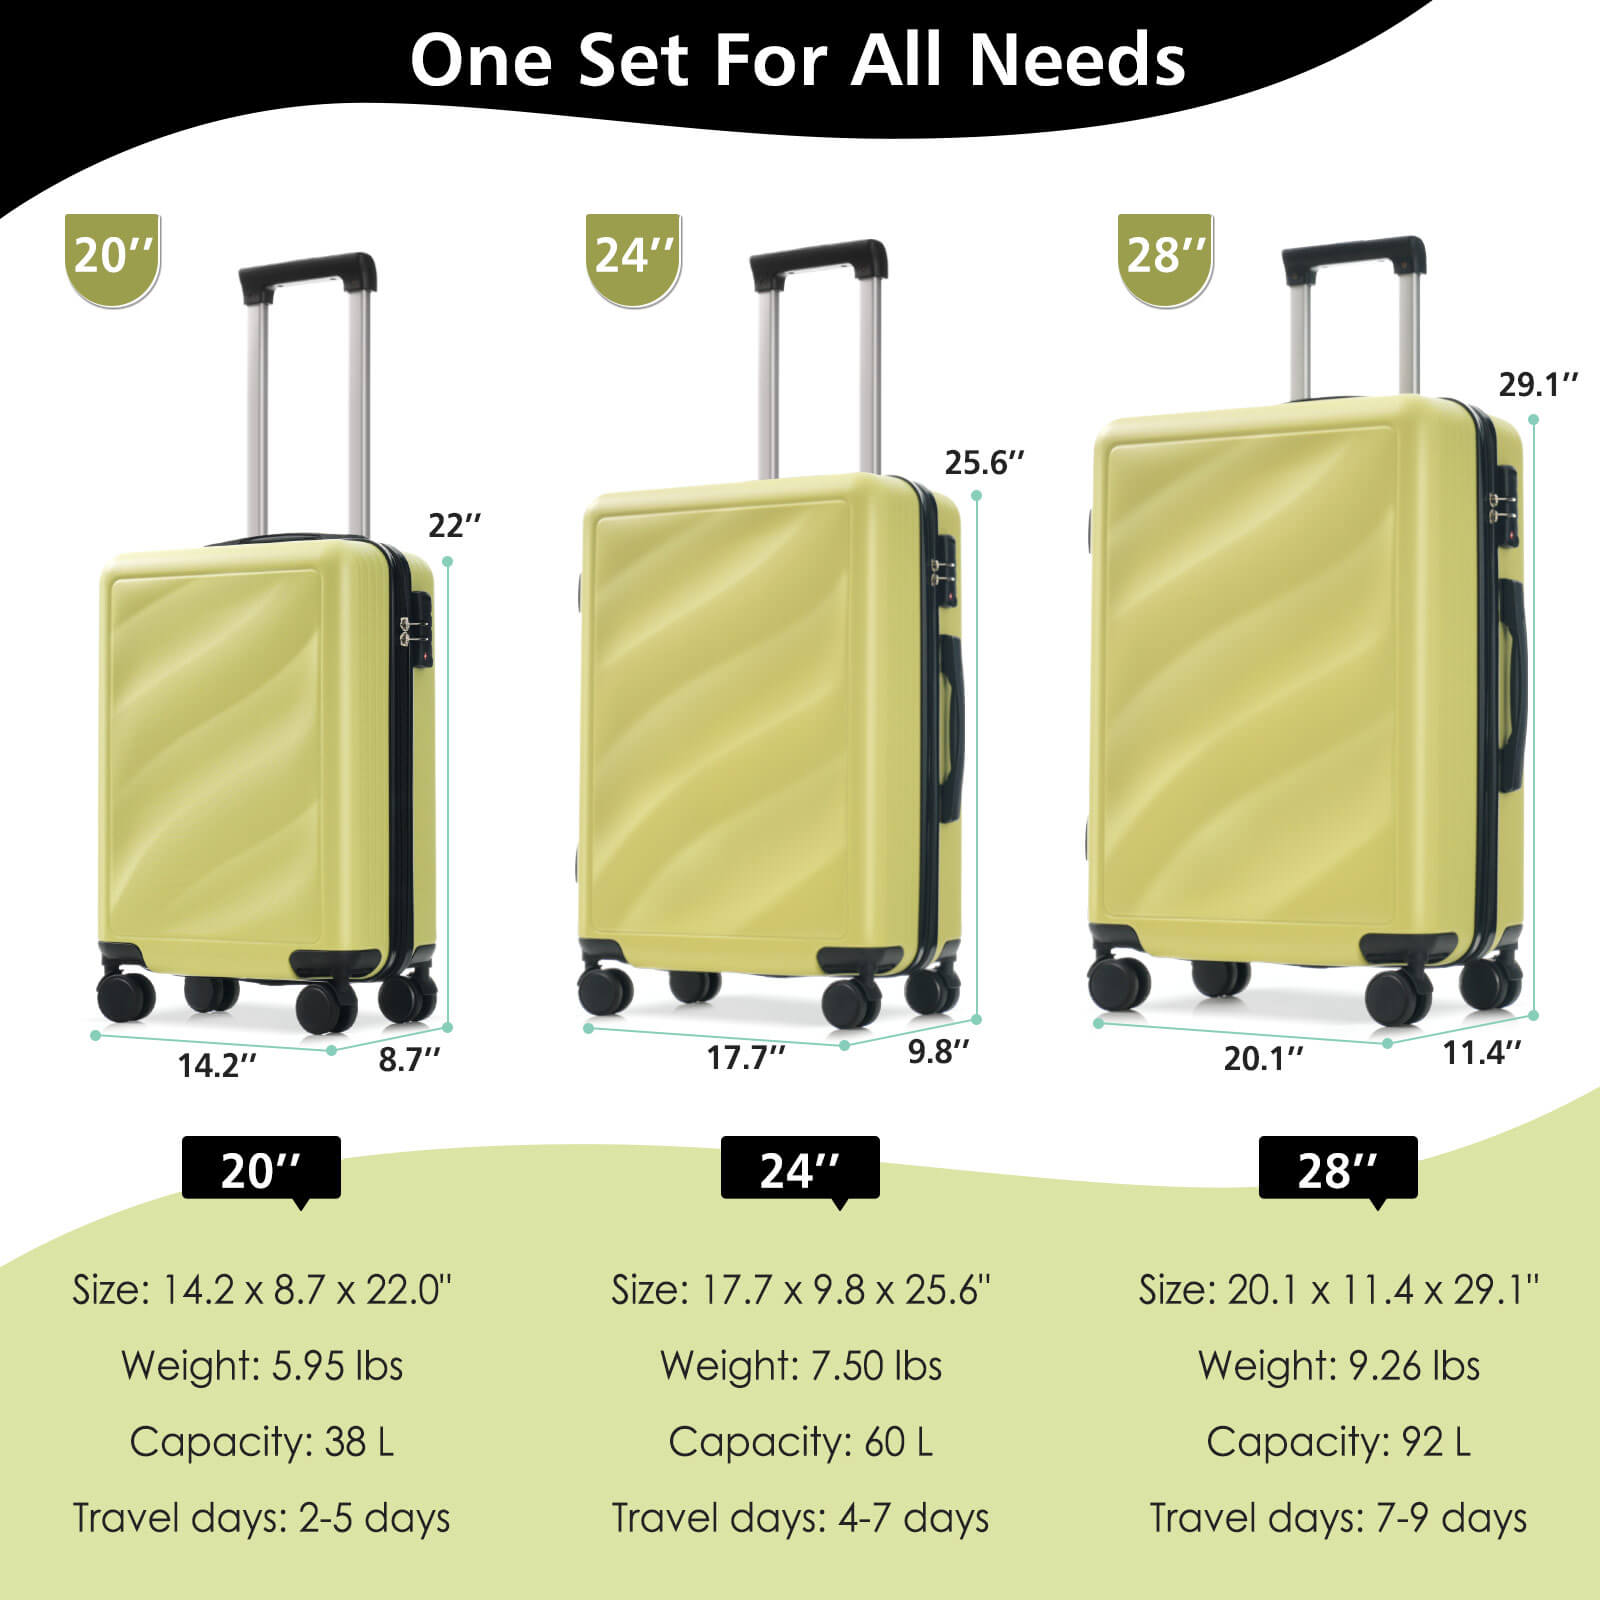 One Set For All Needs
20’’
24’’
28’’
22’’
25.6’’
29.1’’
14.2’’
8.7’’
17.7’’
9.8’’
20.1’’
11.4’’
20’’
24’’
28’’
Size: 14.2 x 8.7 x 22.0"
Weight: 5.95 lbs
Capacity: 38 L
Travel days: 2-5 days
Size: 17.7 x 9.8 x 25.6"
Weight: 7.50 lbs
Capacity: 60 L
Travel days: 4-7 days
Size: 20.1 x 11.4 x 29.1"
Weight: 9.26 lbs
Capacity: 92 L
Travel days: 7-9 days